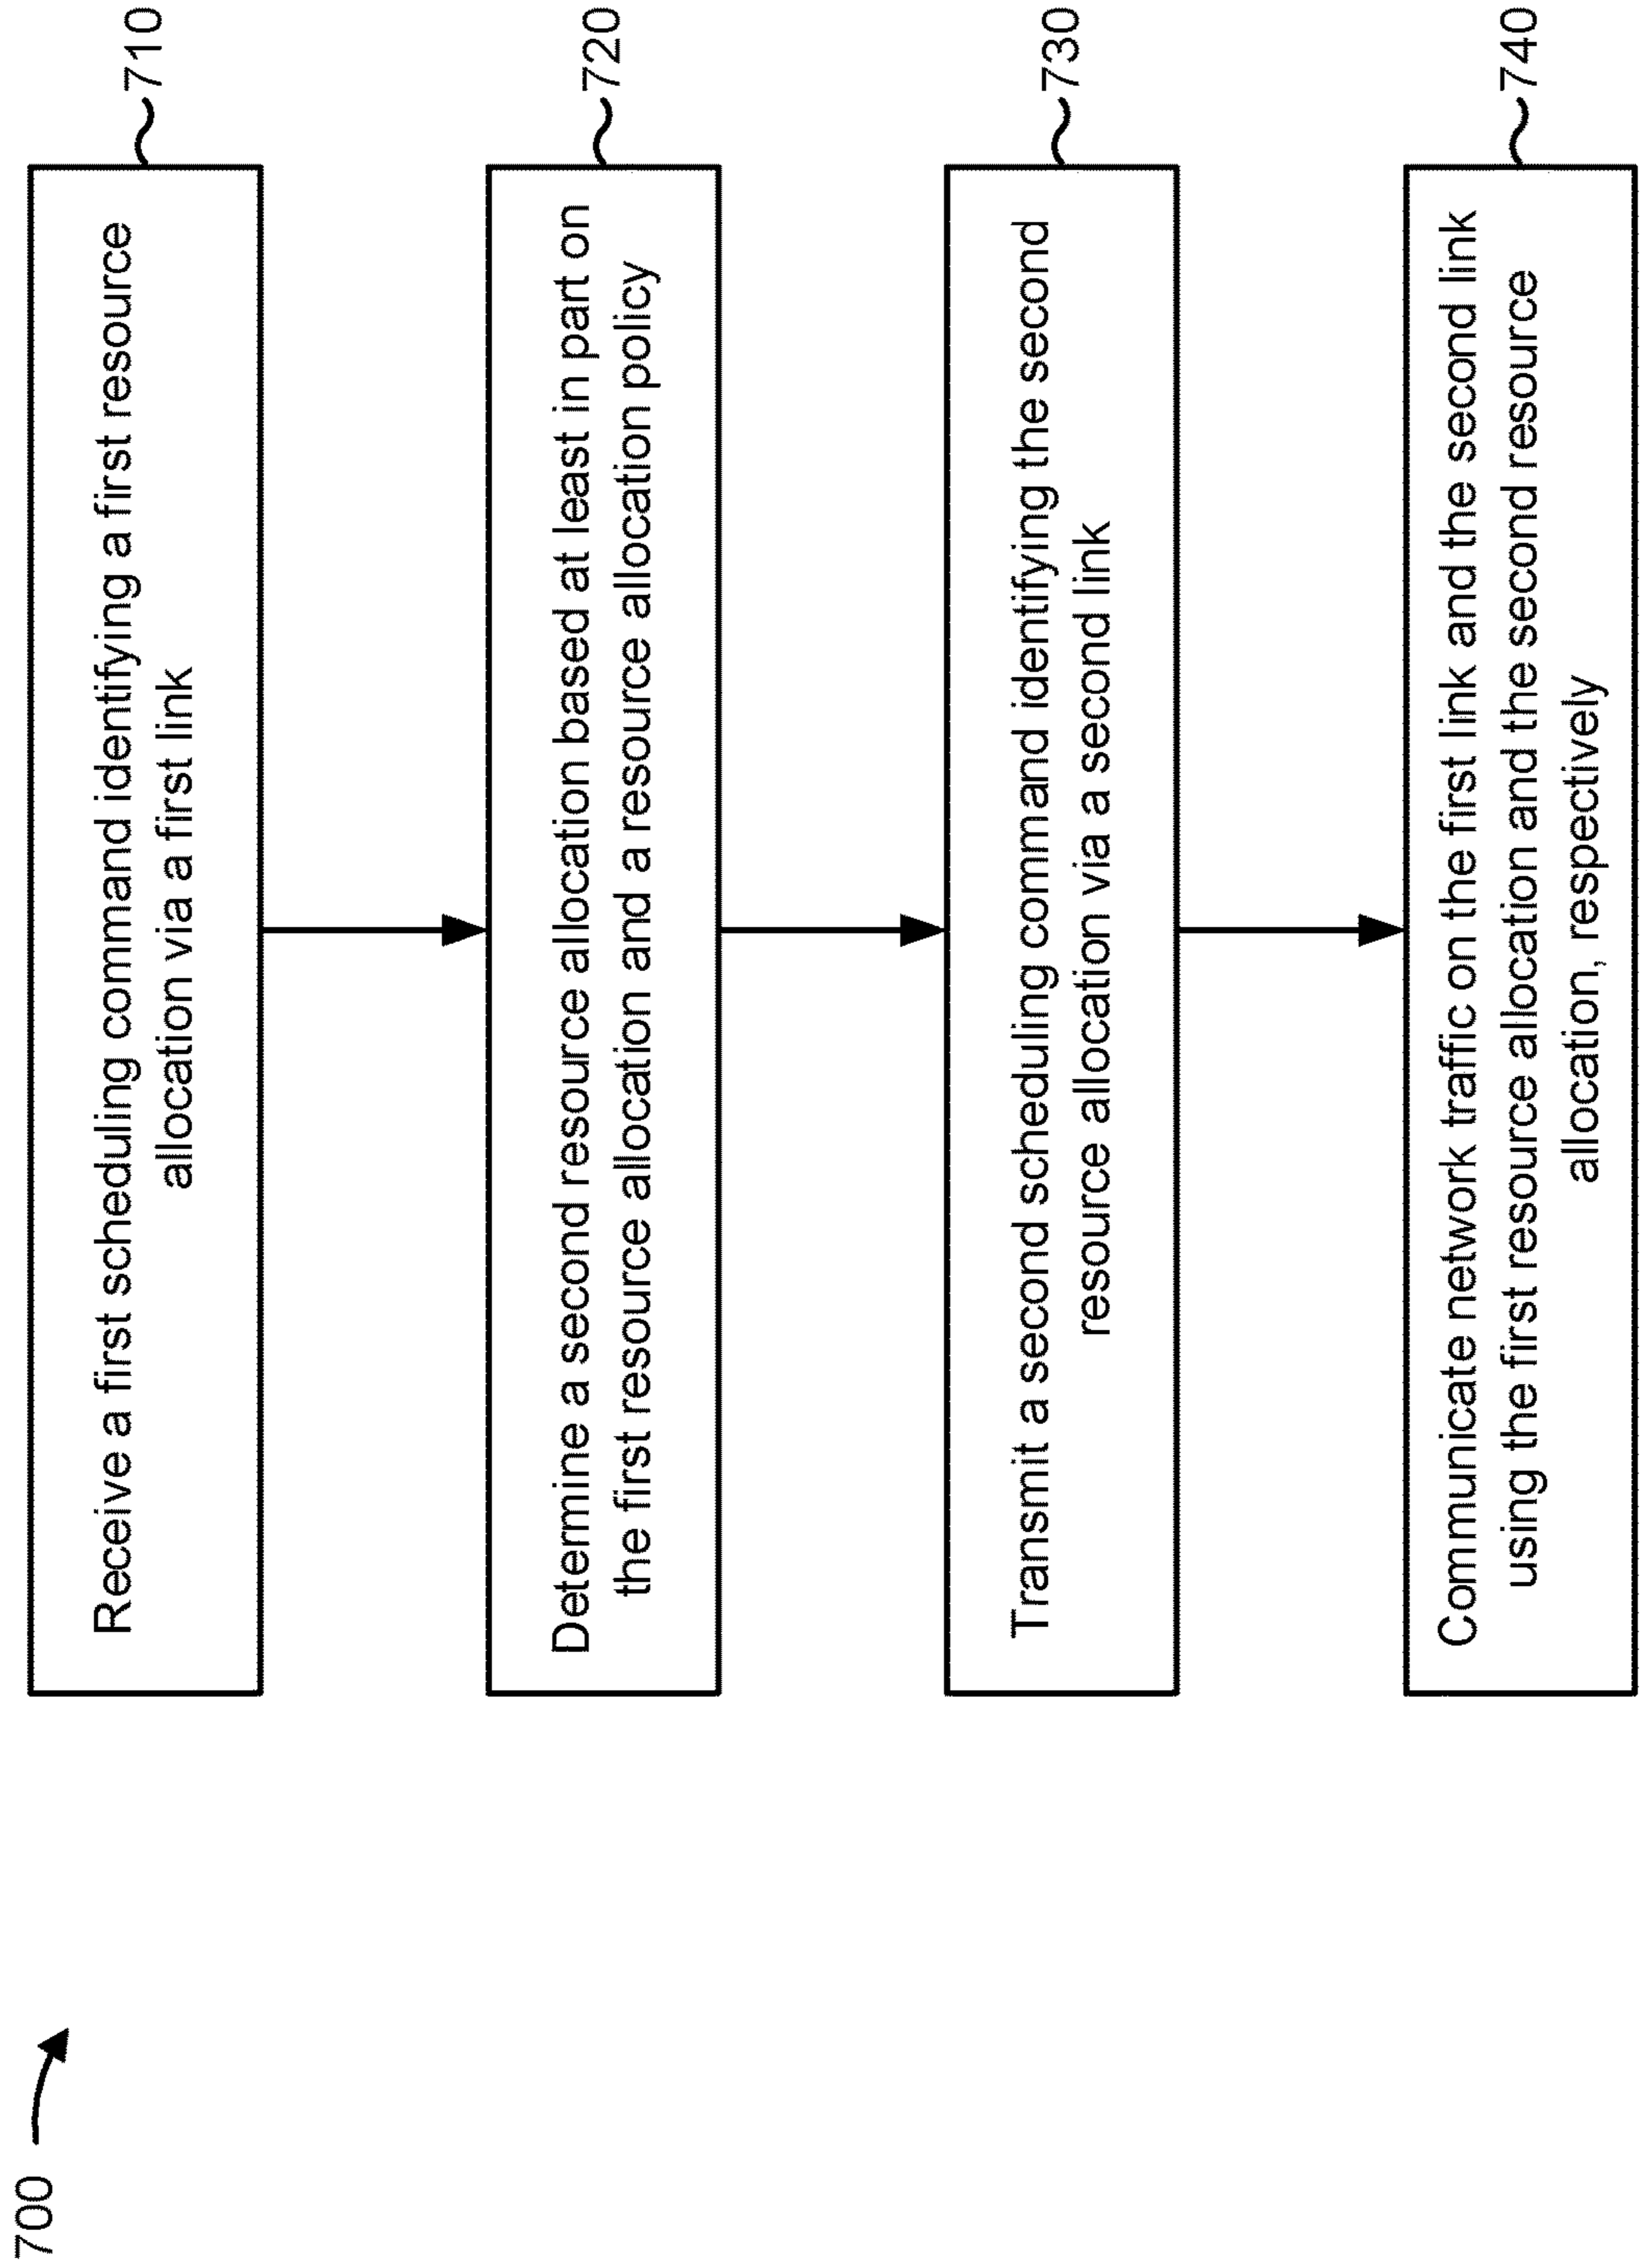 700
Receive a first scheduling command identifying a first resource
allocation via a first link
710
Determine a second resource allocation based at least in part on
the first resource allocation and a resource allocation policy
720
Transmit a second scheduling command identifying the second
resource allocation via a second link
730
Communicate network traffic on the first link and the second link
using the first resource allocation and the second resource
allocation, respectively
740